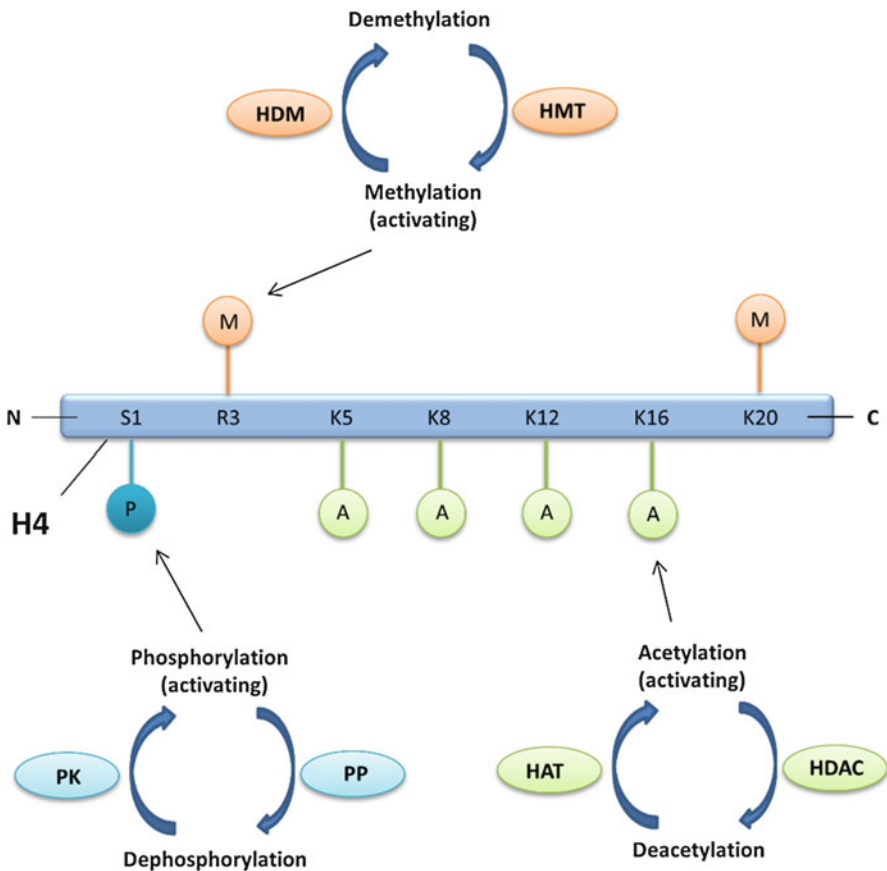 Demethylation
HDM HMT
Methylation
(activating)
M M
N S1 R3 K5 K8 K12 K16 K20 C
H4
P A A A A
Phosphorylation
(activating)
Acetylation
(activating)
PK PP
HAT HDAC
Dephosphorylation
Deacetylation